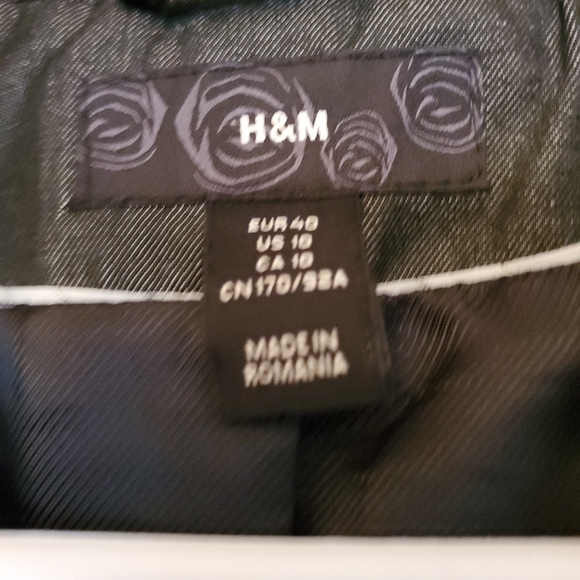 H&M
EUR 40
US 10
CA 10
CN 170/92A
MADE IN
ROMANIA